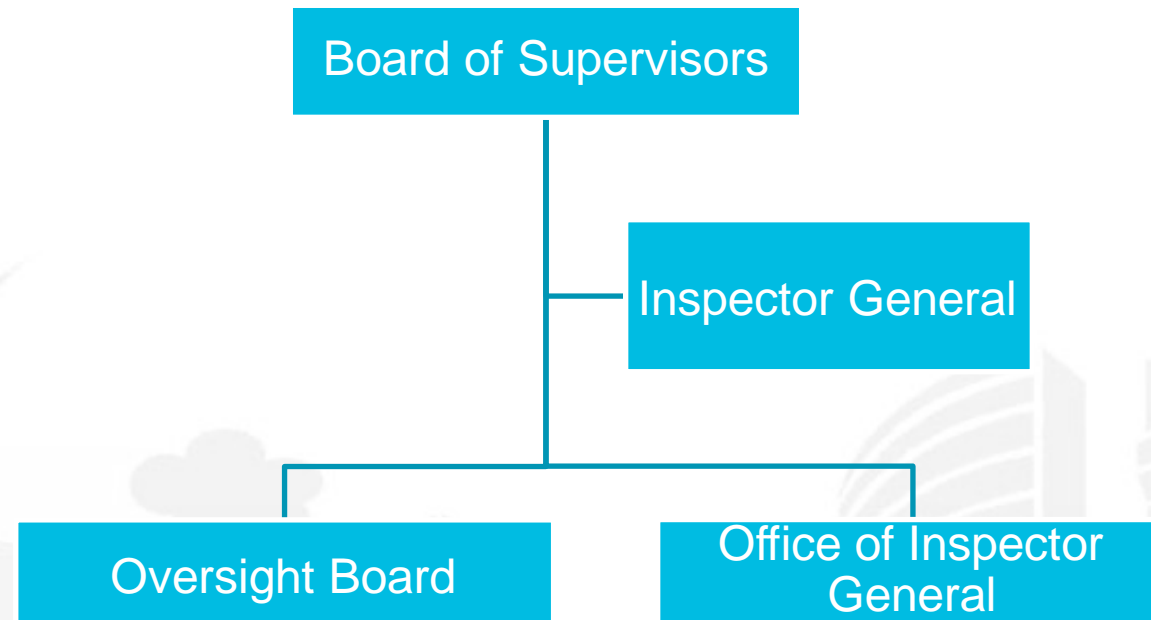 Board of Supervisors
Inspector General
Oversight Board
Office of Inspector
General